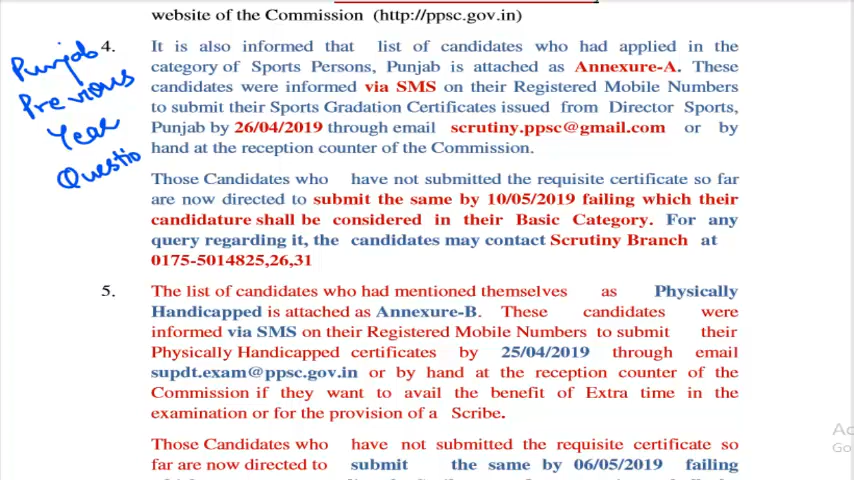 website of the Commission (http://ppsc.gov.in)
Punjab
Previous
Year
Questio
4. It is also informed that list of candidates who had applied in the
category of Sports Persons, Punjab is attached as Annexure-A. These
candidates were informed via SMS on their Registered Mobile Numbers
to submit their Sports Gradation Certificates issued from Director Sports,
Punjab by 26/04/2019 through email scrutiny.ppsc@gmail.com or by
hand at the reception counter of the Commission.
Those Candidates who have not submitted the requisite certificate so far
are now directed to submit the same by 10/05/2019 failing which their
candidature shall be considered in their Basic Category. For any
query regarding it, the candidates may contact Scrutiny Branch at
0175-5014825,26,31
5. The list of candidates who had mentioned themselves as Physically
Handicapped is attached as Annexure-B. These candidates were
informed via SMS on their Registered Mobile Numbers to submit their
Physically Handicapped certificates by 25/04/2019 through email
supdt.exam@ppsc.gov.in or by hand at the reception counter of the
Commission if they want to avail the benefit of Extra time in the
examination or for the provision of a Scribe.
Those Candidates who have not submitted the requisite certificate so
far are now directed to submit the same by 06/05/2019 failing